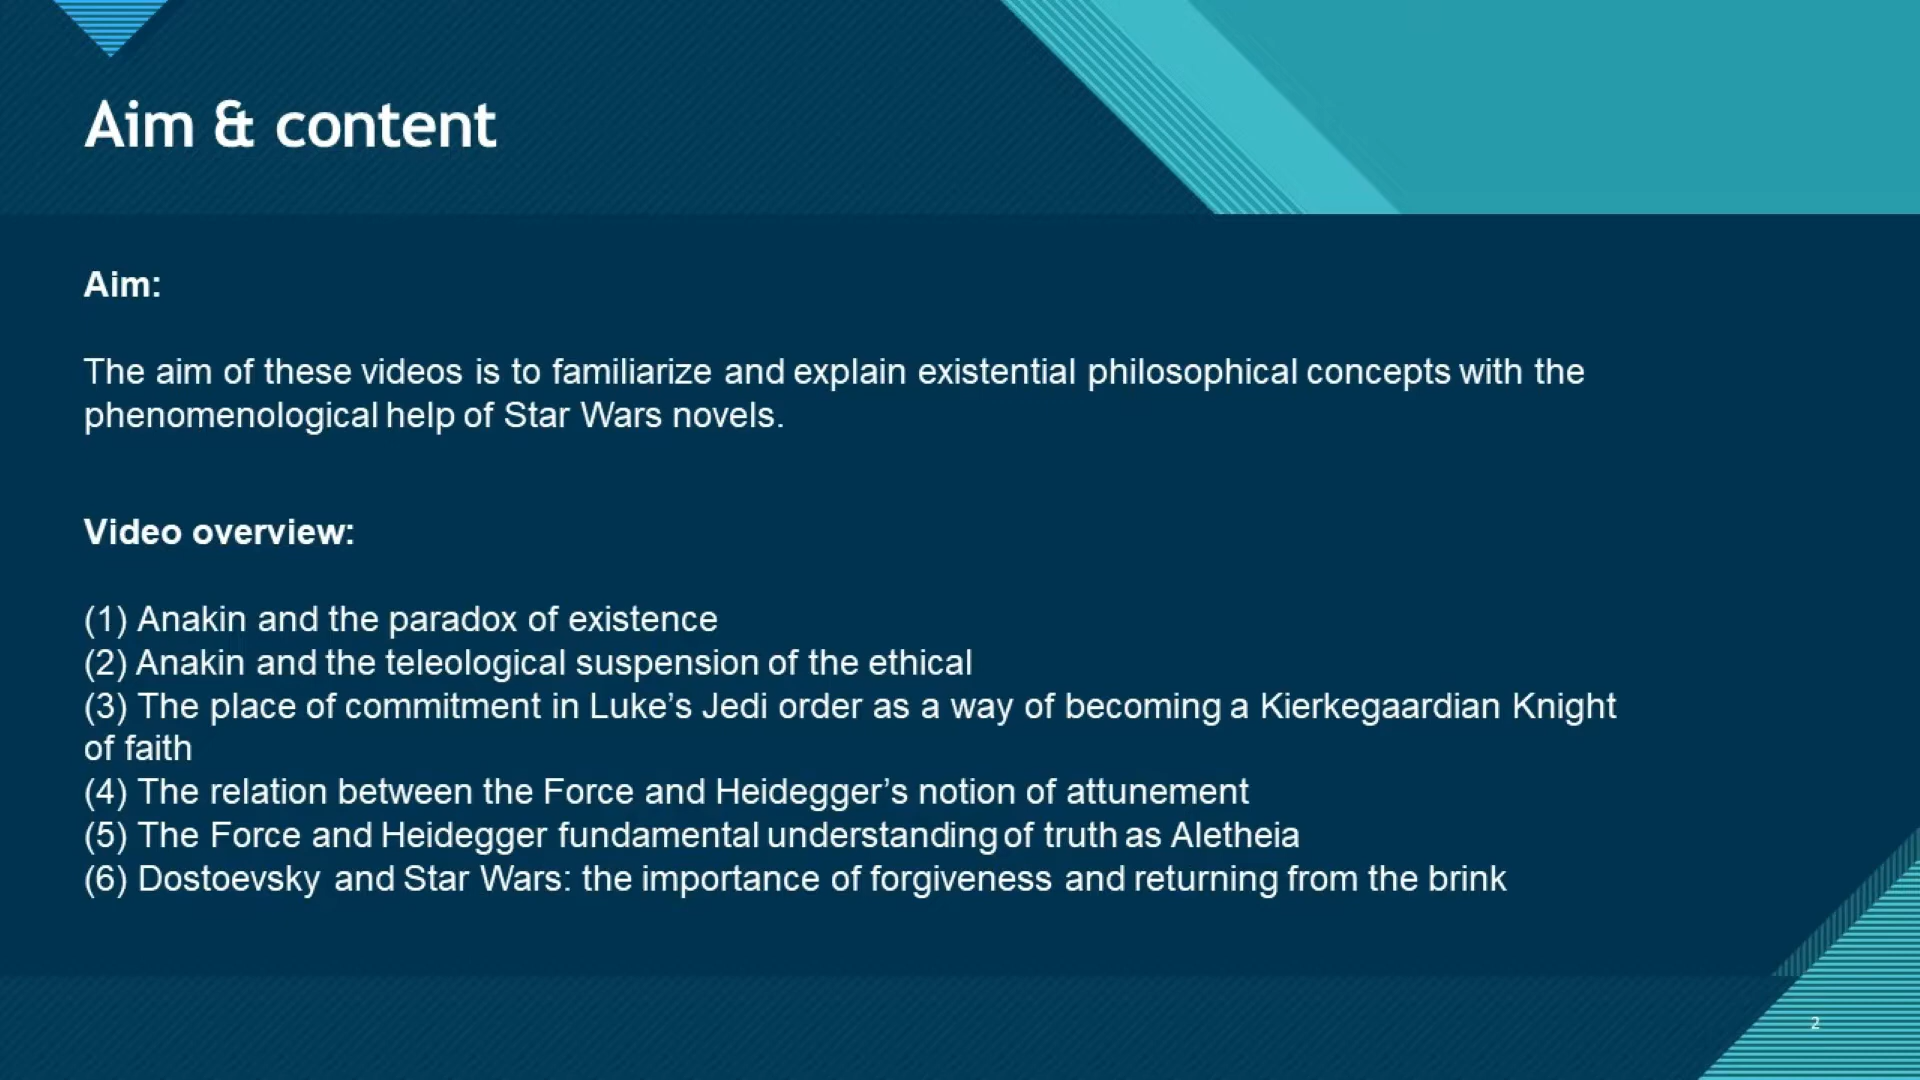 Aim & content
Aim:
The aim of these videos is to familiarize and explain existential philosophical concepts with the
phenomenological help of Star Wars novels.
Video overview:
(1) Anakin and the paradox of existence
(2) Anakin and the teleological suspension of the ethical
(3) The place of commitment in Luke’s Jedi order as a way of becoming a Kierkegaardian Knight
of faith
(4) The relation between the Force and Heidegger’s notion of attunement
(5) The Force and Heidegger fundamental understanding of truth as Aletheia
(6) Dostoevsky and Star Wars: the importance of forgiveness and returning from the brink
2